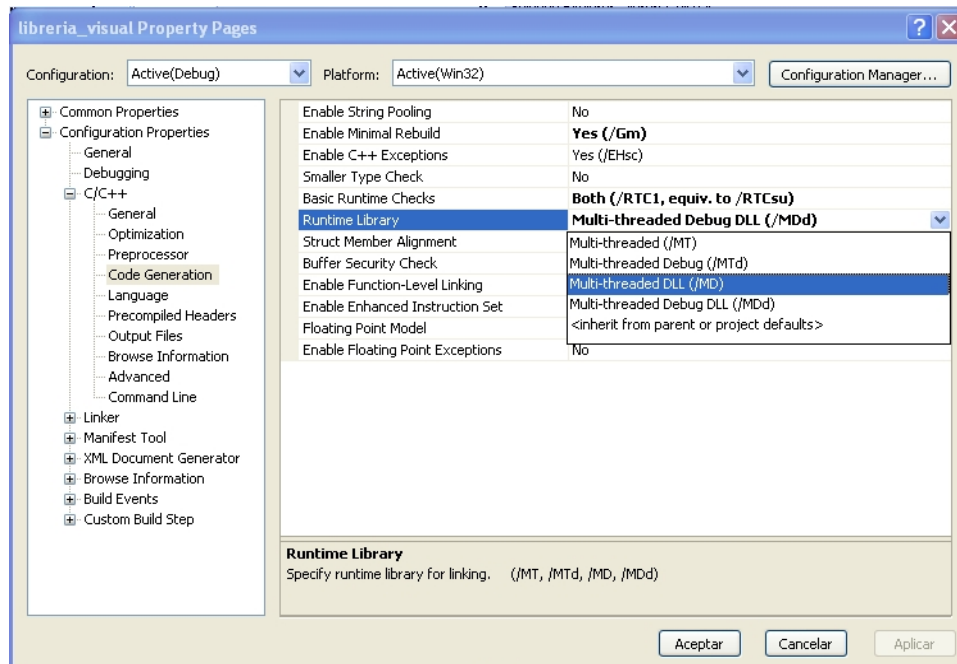 libreria_visual Property Pages
Configuration: Active(Debug) Platform: Active(Win32) Configuration Manager...
Common Properties
Configuration Properties
General
Debugging
C/C++
General
Optimization
Preprocessor
Code Generation
Language
Precompiled Headers
Output Files
Browse Information
Advanced
Command Line
Linker
Manifest Tool
XML Document Generator
Browse Information
Build Events
Custom Build Step
Enable String Pooling No
Enable Minimal Rebuild Yes (/Gm)
Enable C++ Exceptions Yes (/EHsc)
Smaller Type Check No
Basic Runtime Checks Both (/RTC1, equiv. to /RTCsu)
Runtime Library Multi-threaded Debug DLL (/MDd)
Struct Member Alignment
Buffer Security Check
Enable Function-Level Linking
Enable Enhanced Instruction Set
Floating Point Model
Enable Floating Point Exceptions No
Multi-threaded (/MT)
Multi-threaded Debug (/MTd)
Multi-threaded DLL (/MD)
Multi-threaded Debug DLL (/MDd)
<inherit from parent or project defaults>
Runtime Library
Specify runtime library for linking. (/MT, /MTd, /MD, /MDd)
Aceptar Cancelar Aplicar